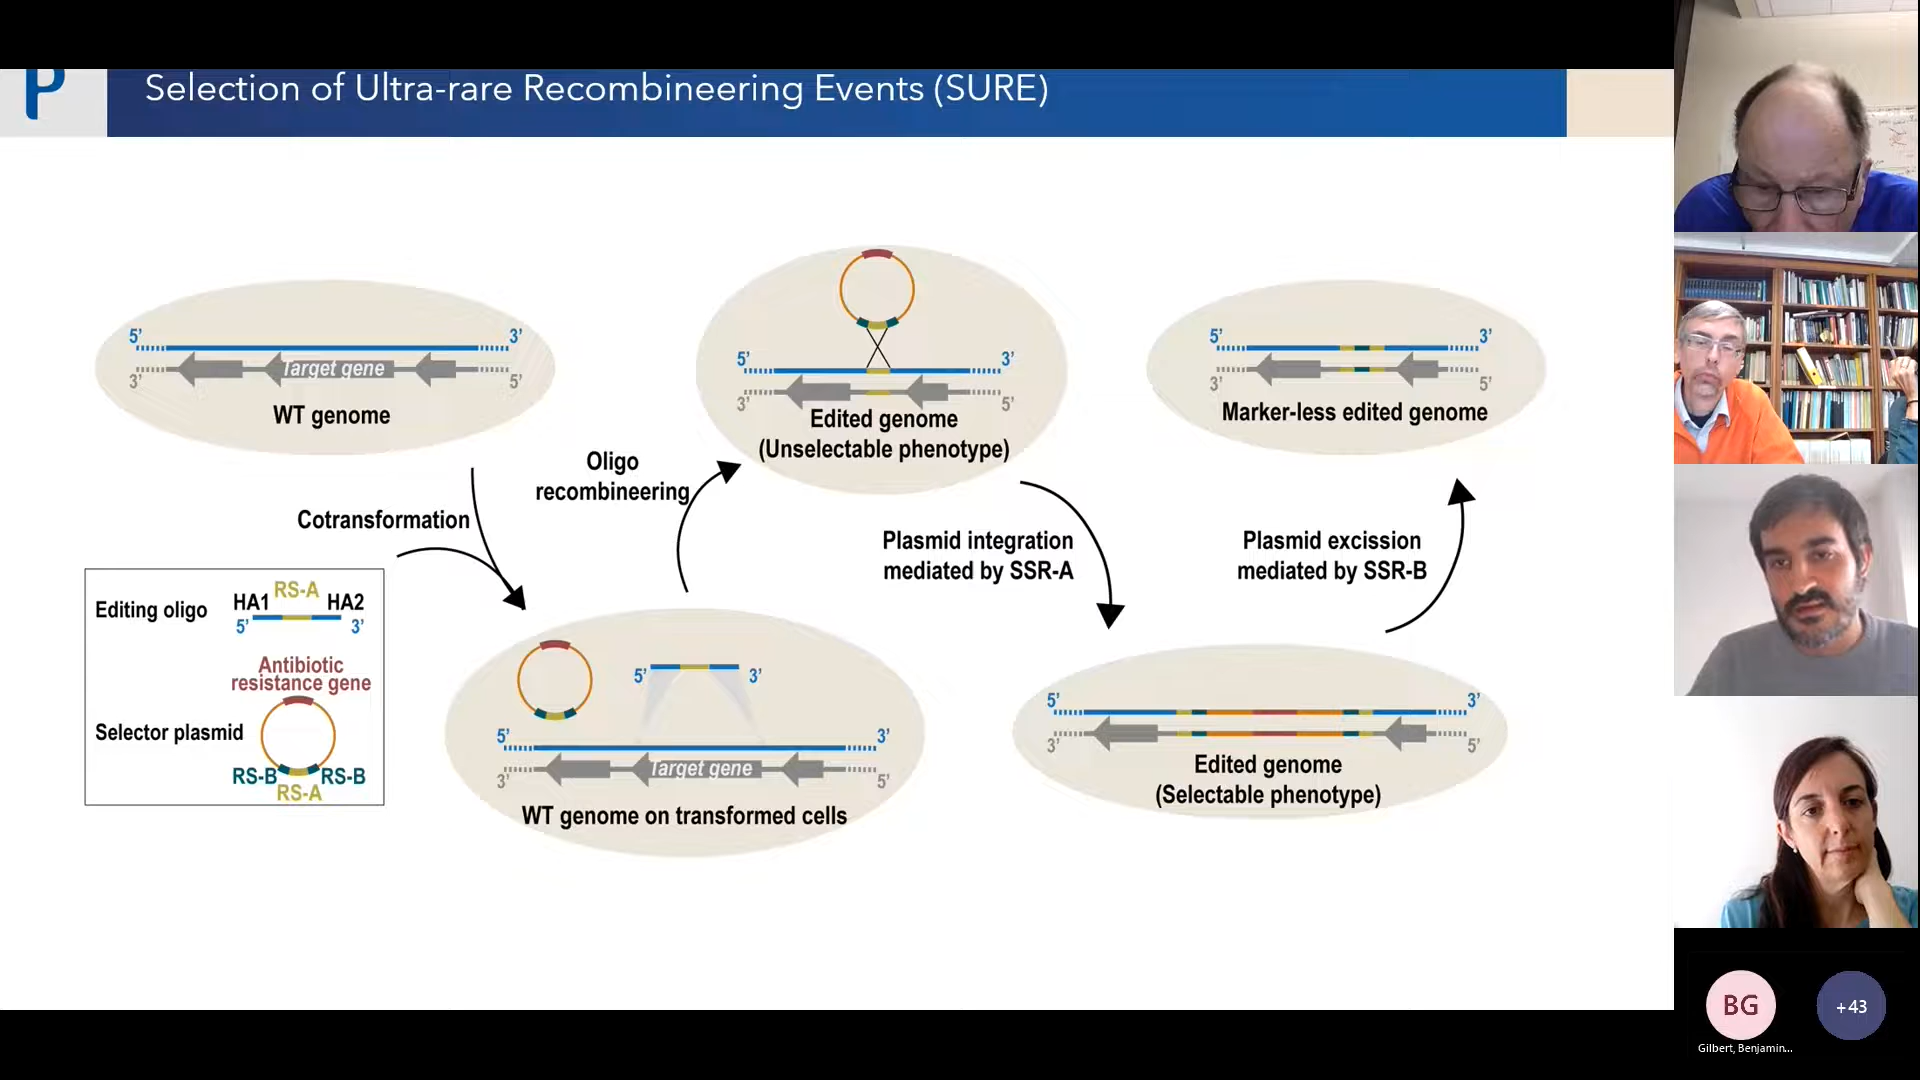 P
Selection of Ultra-rare Recombineering Events (SURE)
5' 3'
Target gene
3' 5'
WT genome
Cotransformation
Editing oligo
RS-A
HA1 HA2
5' 3'
Antibiotic
resistance gene
Selector plasmid
RS-B RS-B
RS-A
5' 3'
5' 3'
Target gene
3' 5'
WT genome on transformed cells
Oligo
recombineering
5' 3'
3' 5'
Edited genome
(Unselectable phenotype)
Plasmid integration
mediated by SSR-A
5' 3'
3' 5'
Edited genome
(Selectable phenotype)
Plasmid excission
mediated by SSR-B
5' 3'
3' 5'
Marker-less edited genome
BG
+43
Gilbert, Benjamin...